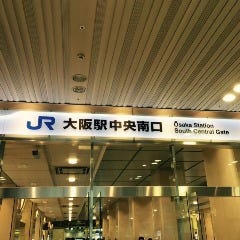 JR 大阪駅中央南口 Osaka Station
South Central Gate